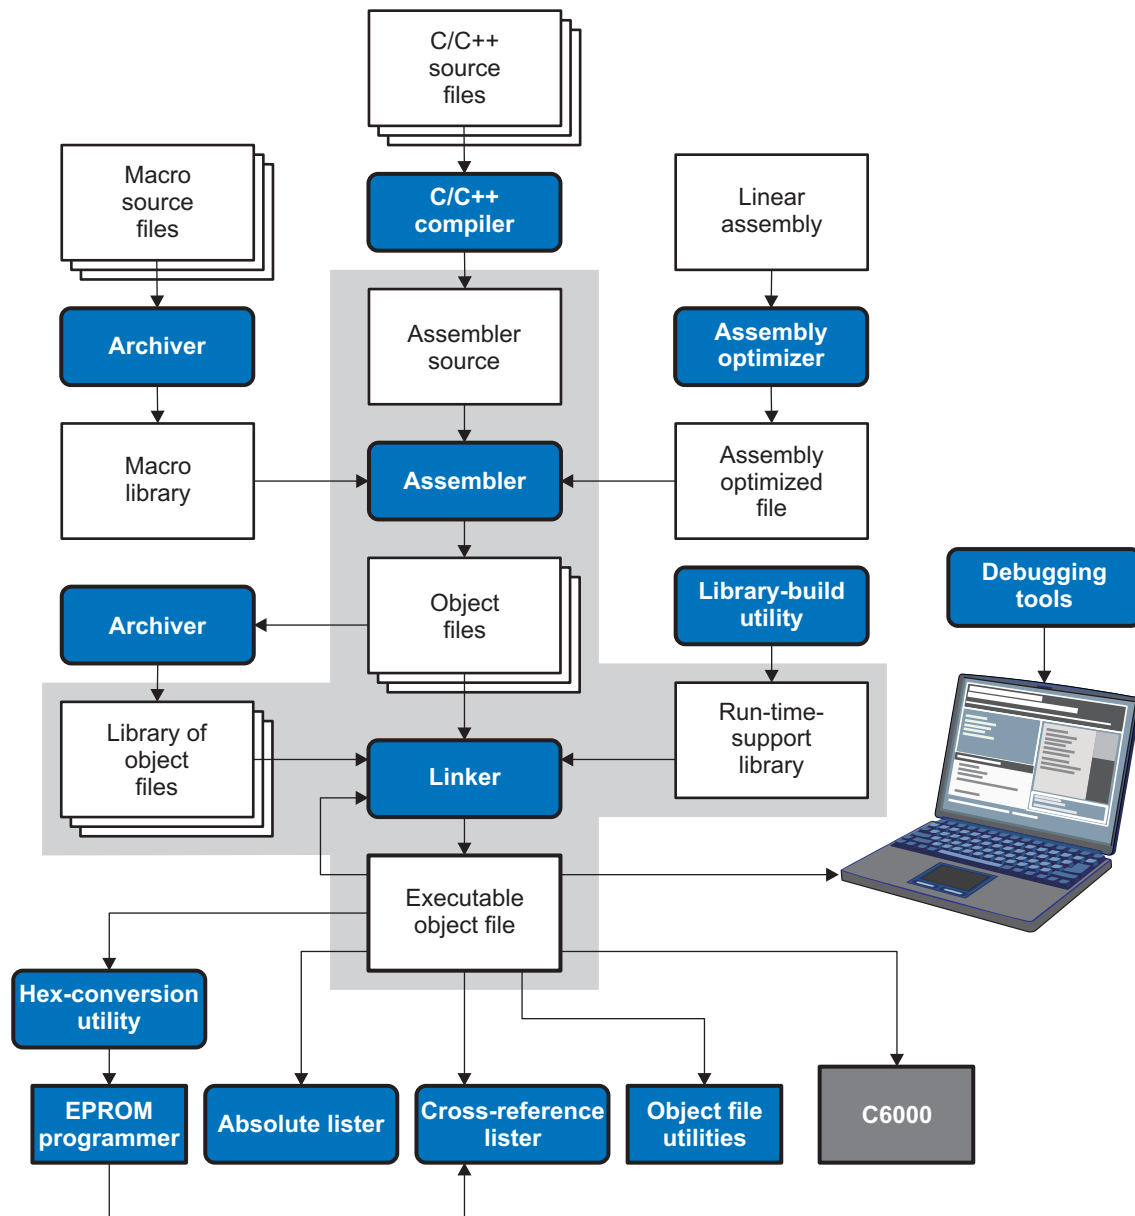 C/C++
source
files
Macro
source
files
C/C++
compiler
Linear
assembly
Archiver
Assembler
source
Assembly
optimizer
Macro
library
Assembler
Assembly
optimized
file
Archiver
Object
files
Library-build
utility
Debugging
tools
Library of
object
files
Linker
Run-time-
support
library
Executable
object file
Hex-conversion
utility
EPROM
programmer
Absolute lister
Cross-reference
lister
Object file
utilities
C6000